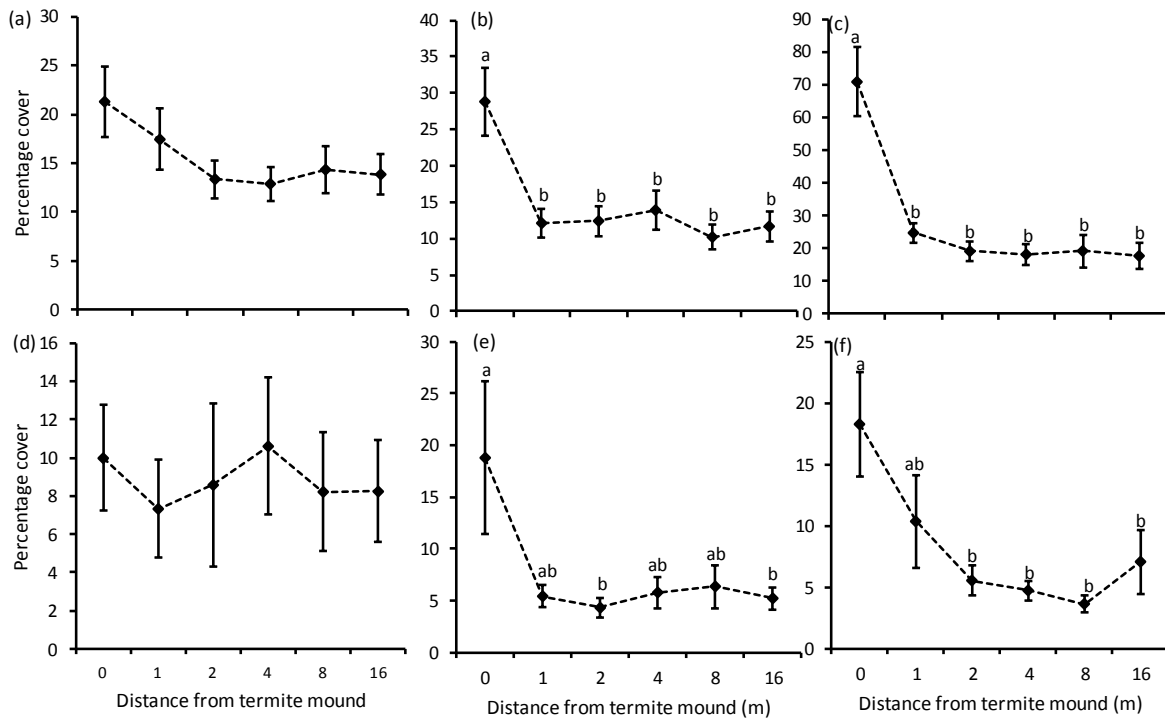 (a)
30
25
20
15
10
5
0
Percentage cover
(b)
40
35
30
25
20
15
10
5
0
a
b
b
b
b
b
(c)
90
80
70
60
50
40
30
20
10
0
a
b
b
b
b
b
(d)
16
14
12
10
8
6
4
2
0
Percentage cover
0 1 2 4 8 16
Distance from termite mound
(e)
30
25
20
15
10
5
0
a
ab
b
ab
ab
b
0 1 2 4 8 16
Distance from termite mound (m)
(f)
25
20
15
10
5
0
a
ab
b
b
b
b
0 1 2 4 8 16
Distance from termite mound (m)